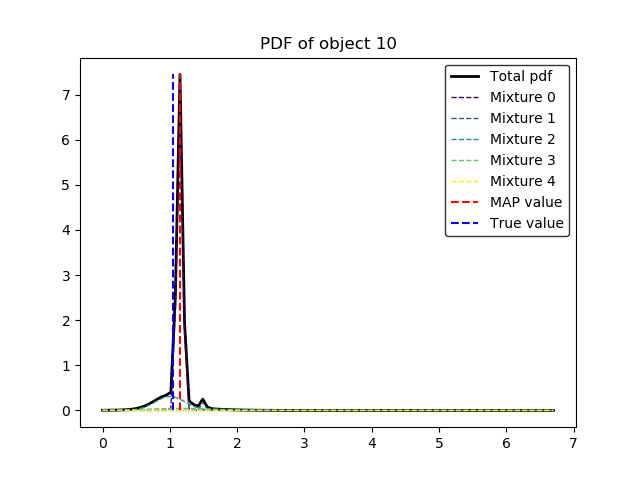 PDF of object 10
Total pdf
Mixture 0
Mixture 1
Mixture 2
Mixture 3
Mixture 4
MAP value
True value
7
6
5
4
3
2
1
0
0 1 2 3 4 5 6 7